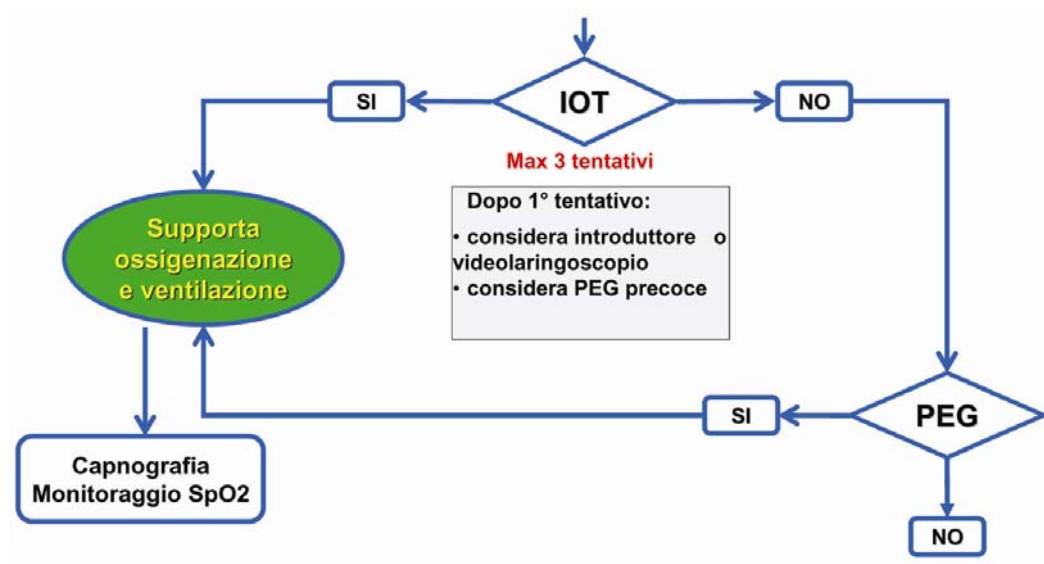 SI
IOT
NO
Max 3 tentativi
Dopo 1° tentativo:
• considera introduttore o
videolaringoscopio
• considera PEG precoce
Supporta
ossigenazione
e ventilazione
SI
PEG
Capnografia
Monitoraggio SpO2
NO